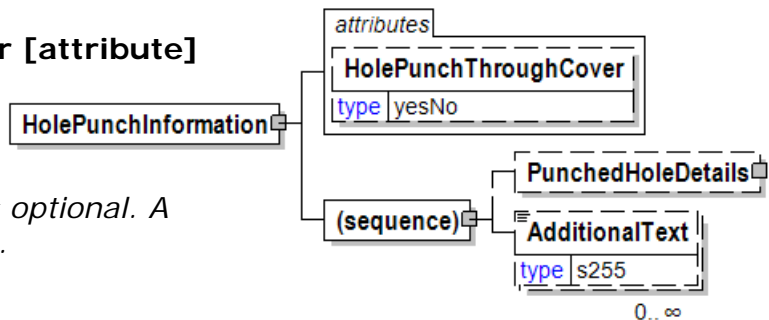 r [attribute]
optional. A
.
HolePunchInformation
attributes
HolePunchThroughCover
type yesNo
(sequence)
PunchedHoleDetails
AdditionalText
type s255
0..∞